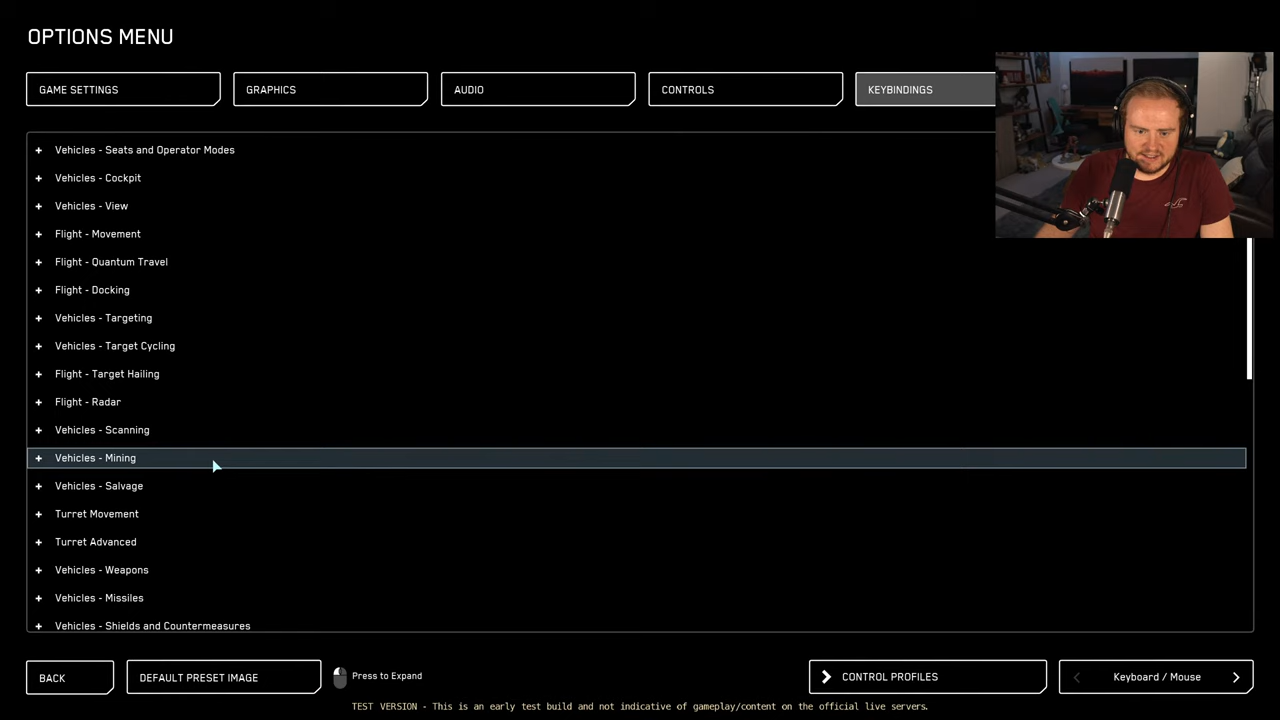 OPTIONS MENU
GAME SETTINGS
GRAPHICS
AUDIO
CONTROLS
KEYBINDINGS
+ Vehicles - Seats and Operator Modes
+ Vehicles - Cockpit
+ Vehicles - View
+ Flight - Movement
+ Flight - Quantum Travel
+ Flight - Docking
+ Vehicles - Targeting
+ Vehicles - Target Cycling
+ Flight - Target Hailing
+ Flight - Radar
+ Vehicles - Scanning
+ Vehicles - Mining
+ Vehicles - Salvage
+ Turret Movement
+ Turret Advanced
+ Vehicles - Weapons
+ Vehicles - Missiles
+ Vehicles - Shields and Countermeasures
BACK
DEFAULT PRESET IMAGE
Press to Expand
CONTROL PROFILES
Keyboard / Mouse
TEST VERSION - This is an early test build and not indicative of gameplay/content on the official live servers.